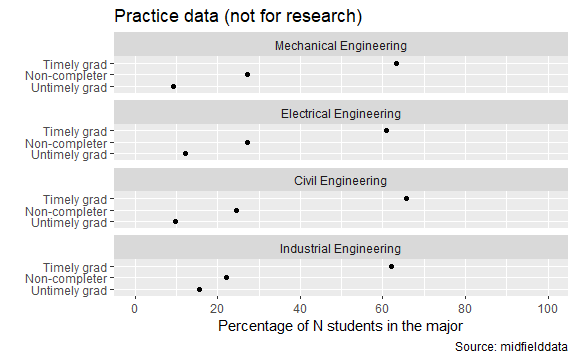 Practice data (not for research)
Mechanical Engineering
Timely grad
Non-completer
Untimely grad
Electrical Engineering
Timely grad
Non-completer
Untimely grad
Civil Engineering
Timely grad
Non-completer
Untimely grad
Industrial Engineering
Timely grad
Non-completer
Untimely grad
0 20 40 60 80 100
Percentage of N students in the major
Source: midfielddata